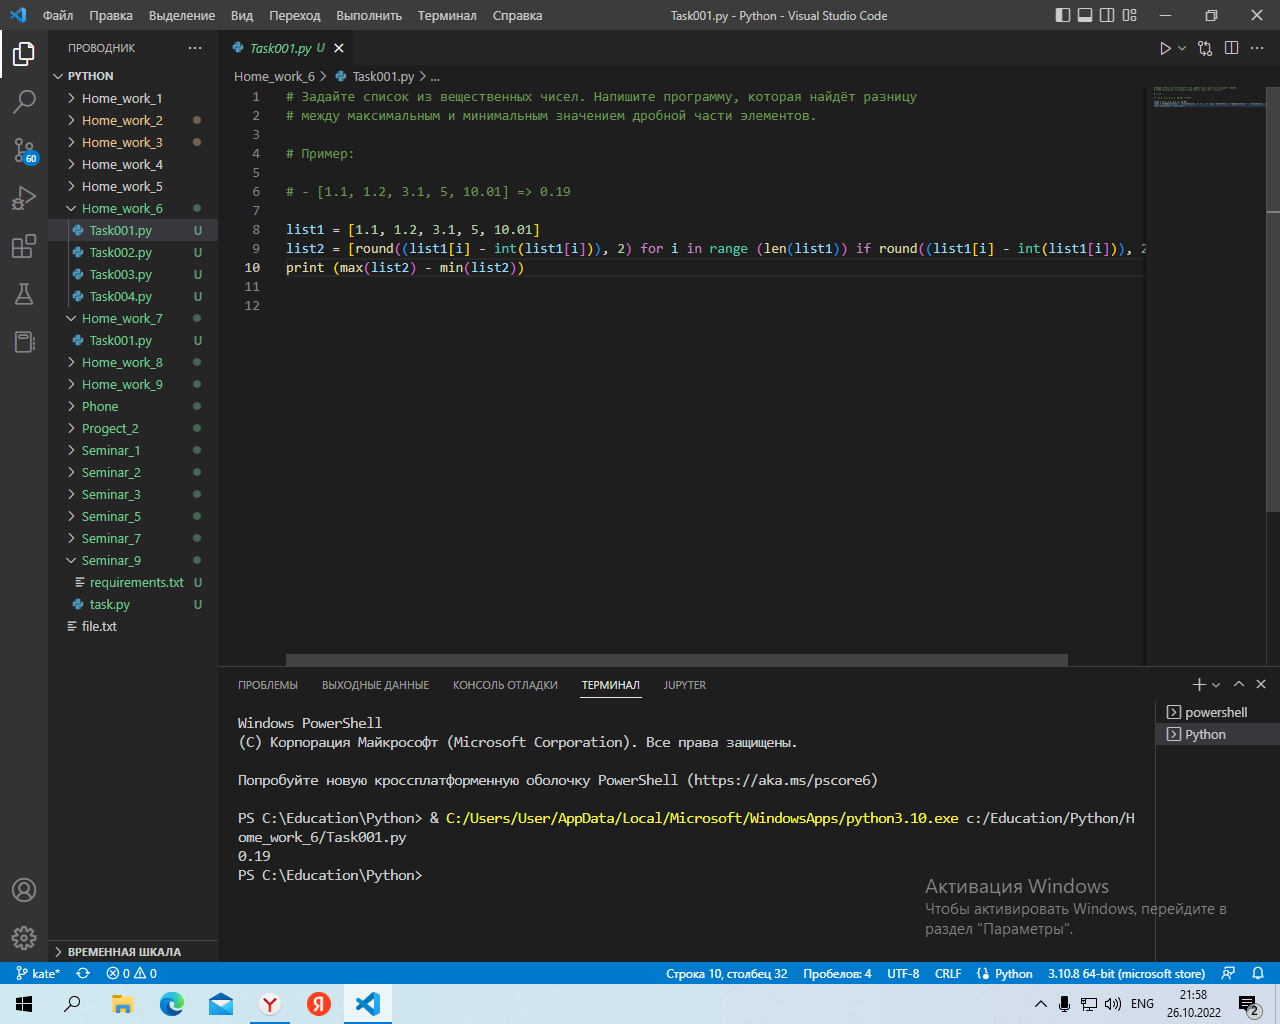 Файл Правка Выделение Вид Переход Выполнить Терминал Справка
Task001.py - Python - Visual Studio Code
ПРОВОДНИК
PYTHON
Home_work_1
Home_work_2
Home_work_3
Home_work_4
Home_work_5
Home_work_6
Task001.py U
Task002.py U
Task003.py U
Task004.py U
Home_work_7
Task001.py U
Home_work_8
Home_work_9
Phone
Progect_2
Seminar_1
Seminar_2
Seminar_3
Seminar_5
Seminar_7
Seminar_9
requirements.txt U
task.py U
file.txt
ВРЕМЕННАЯ ШКАЛА
60
Task001.py U
Home_work_6 > Task001.py > ...
1 # Задайте список из вещественных чисел. Напишите программу, которая найдёт разницу
2 # между максимальным и минимальным значением дробной части элементов.
3
4 # Пример:
5
6 # - [1.1, 1.2, 3.1, 5, 10.01] => 0.19
7
8 list1 = [1.1, 1.2, 3.1, 5, 10.01]
9 list2 = [round((list1[i] - int(list1[i])), 2) for i in range (len(list1)) if round((list1[i] - int(list1[i])), 2
10 print (max(list2) - min(list2))
11
12
ПРОБЛЕМЫ ВЫХОДНЫЕ ДАННЫЕ КОНСОЛЬ ОТЛАДКИ ТЕРМИНАЛ JUPYTER
Windows PowerShell
(C) Корпорация Майкрософт (Microsoft Corporation). Все права защищены.
Попробуйте новую кроссплатформенную оболочку PowerShell (https://aka.ms/pscore6)
PS C:\Education\Python> & C:/Users/User/AppData/Local/Microsoft/WindowsApps/python3.10.exe c:/Education/Python/H
ome_work_6/Task001.py
0.19
PS C:\Education\Python>
powershell
Python
Активация Windows
Чтобы активировать Windows, перейдите в
раздел "Параметры".
kate* 0 0 Строка 10, столбец 32 Пробелов: 4 UTF-8 CRLF Python 3.10.8 64-bit (microsoft store)
ENG
21:58
26.10.2022
2